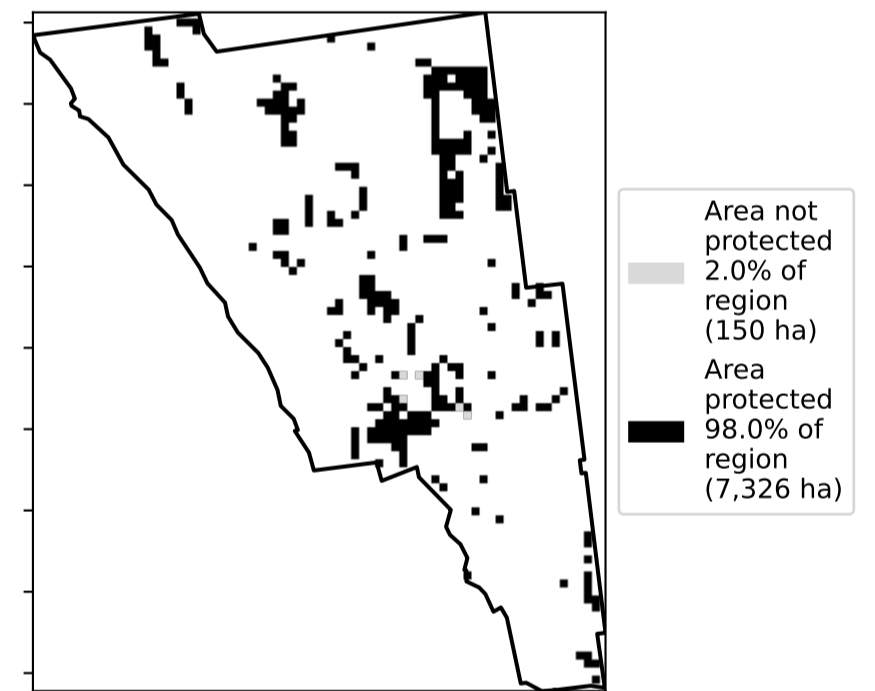 Area not
protected
2.0% of
region
(150 ha)
Area
protected
98.0% of
region
(7,326 ha)